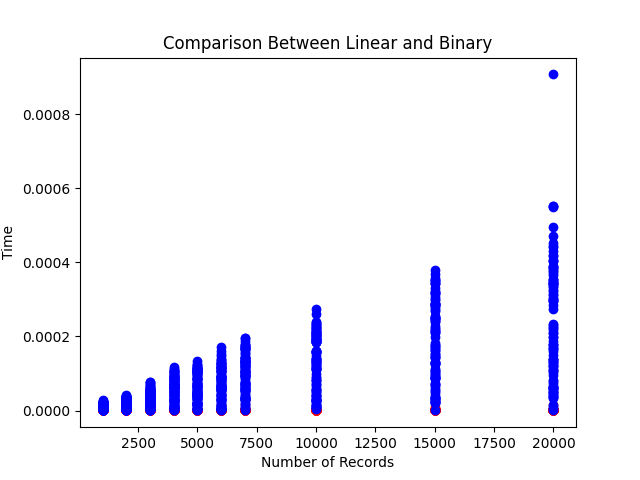 Comparison Between Linear and Binary
0.0008
0.0006
0.0004
0.0002
0.0000
Time
2500 5000 7500 10000 12500 15000 17500 20000
Number of Records